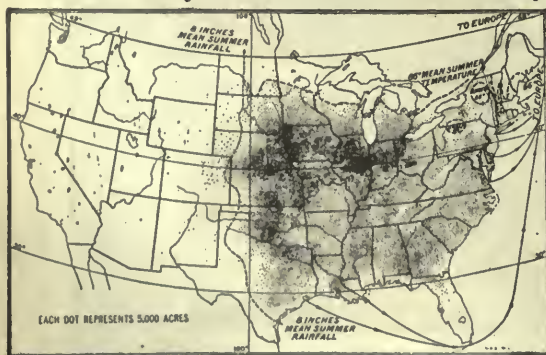 8 INCHES
MEAN SUMMER
RAINFALL
TO EUROPE
MEAN SUMMER
TEMPERATURE
TO EUROPE
EACH DOT REPRESENTS 5,000 ACRES
8 INCHES
MEAN SUMMER
RAINFALL